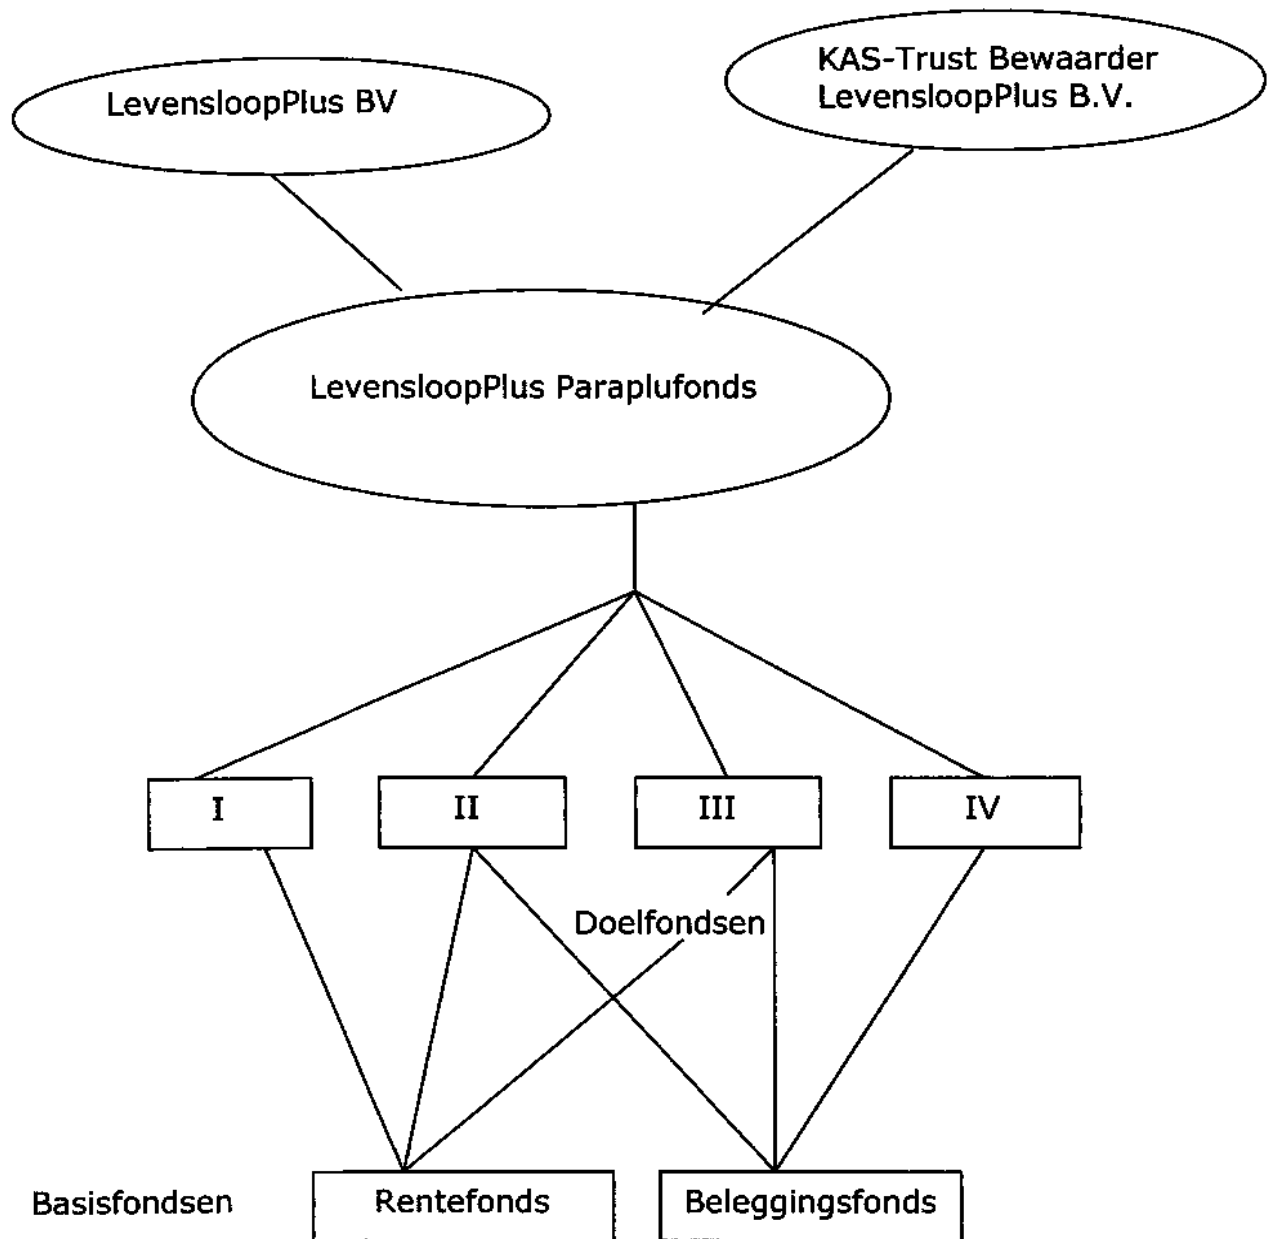 LevensloopPlus BV
KAS-Trust Bewaarder
LevensloopPlus B.V.
LevensloopPlus Paraplufonds
I
II
III
IV
Doelfondsen
Basisfondsen
Rentefonds
Beleggingsfonds